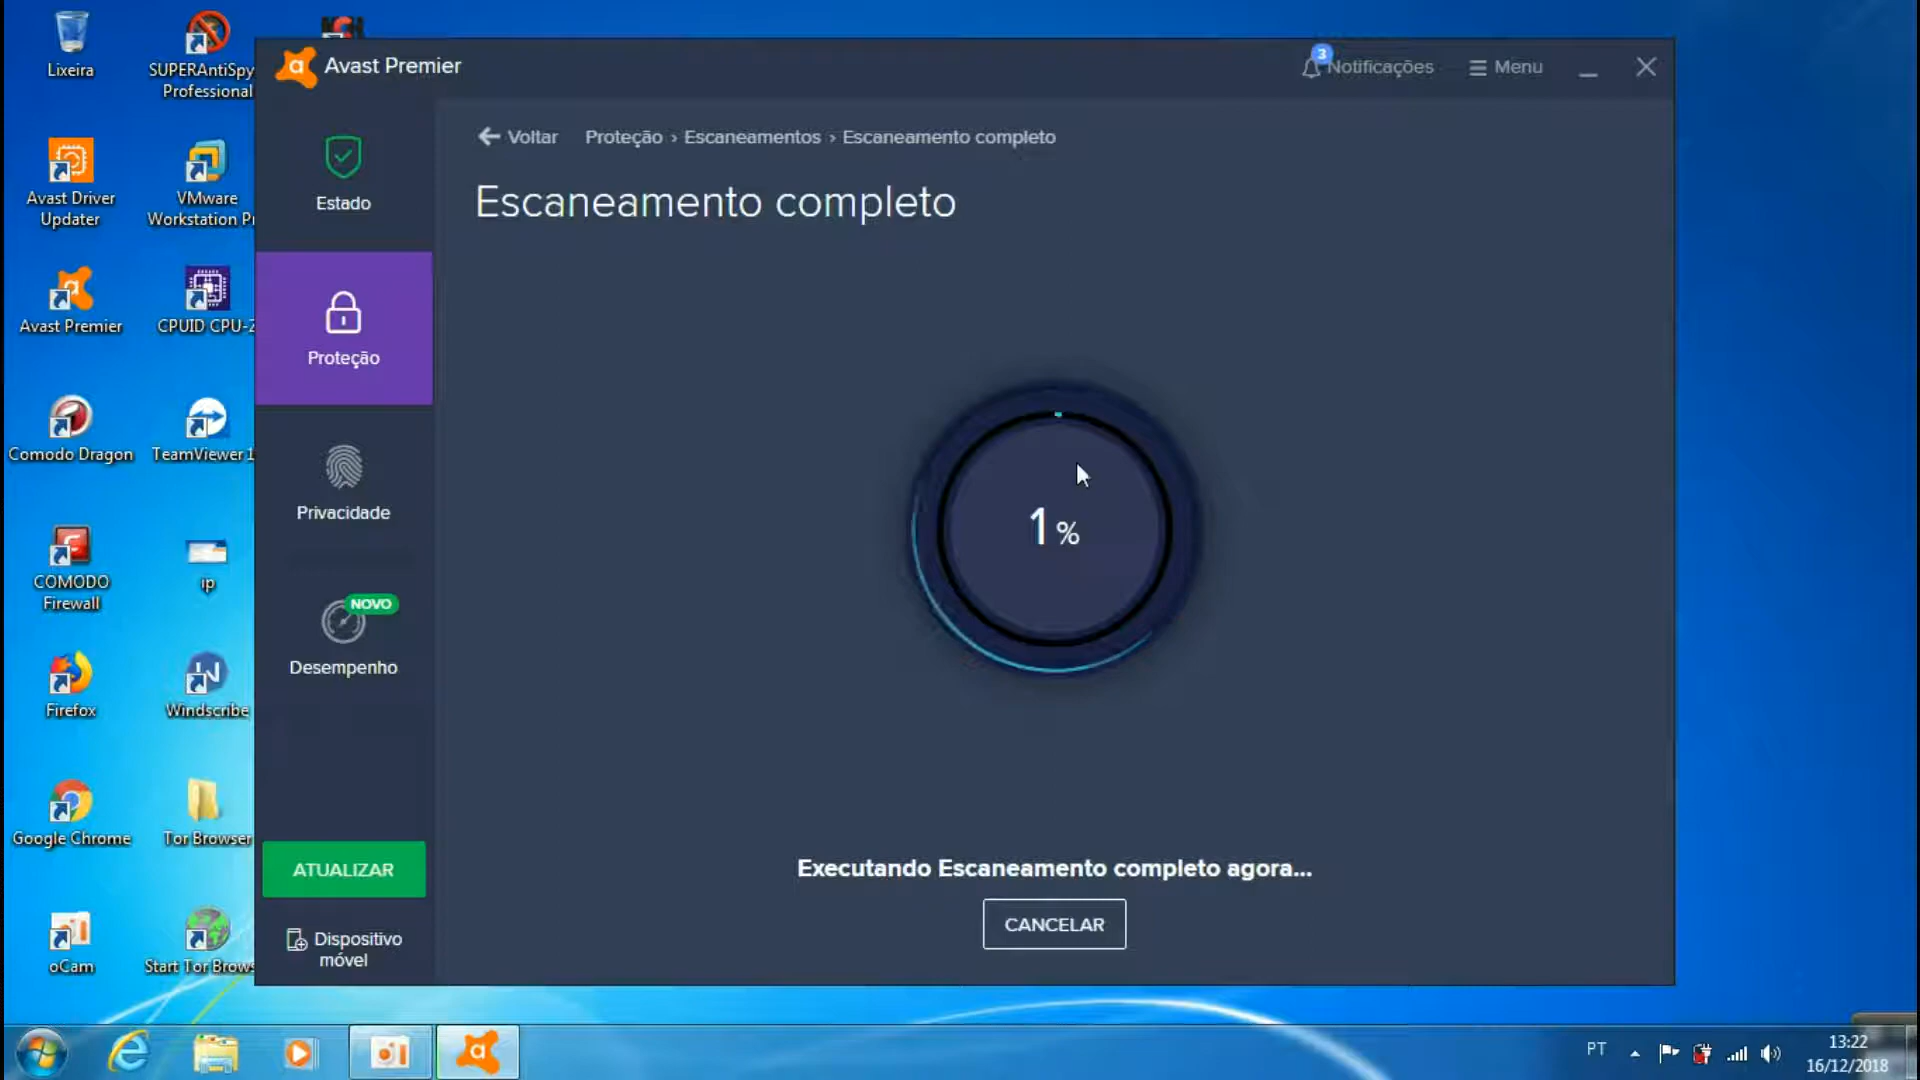 Lixeira
SUPERAntiSpy
Professional
Avast Driver
Updater
VMware
Workstation Pr
Avast Premier
CPUID CPU-Z
Comodo Dragon
TeamViewer 1
COMODO
Firewall
ip
Firefox
Windscribe
Google Chrome
Tor Browser
oCam
Start Tor Brows
Avast Premier
3
Notificações
Menu
Estado
Proteção
Privacidade
NOVO
Desempenho
ATUALIZAR
Dispositivo
móvel
Voltar Proteção › Escaneamentos › Escaneamento completo
Escaneamento completo
1 %
Executando Escaneamento completo agora...
CANCELAR
PT
13:22
16/12/2018